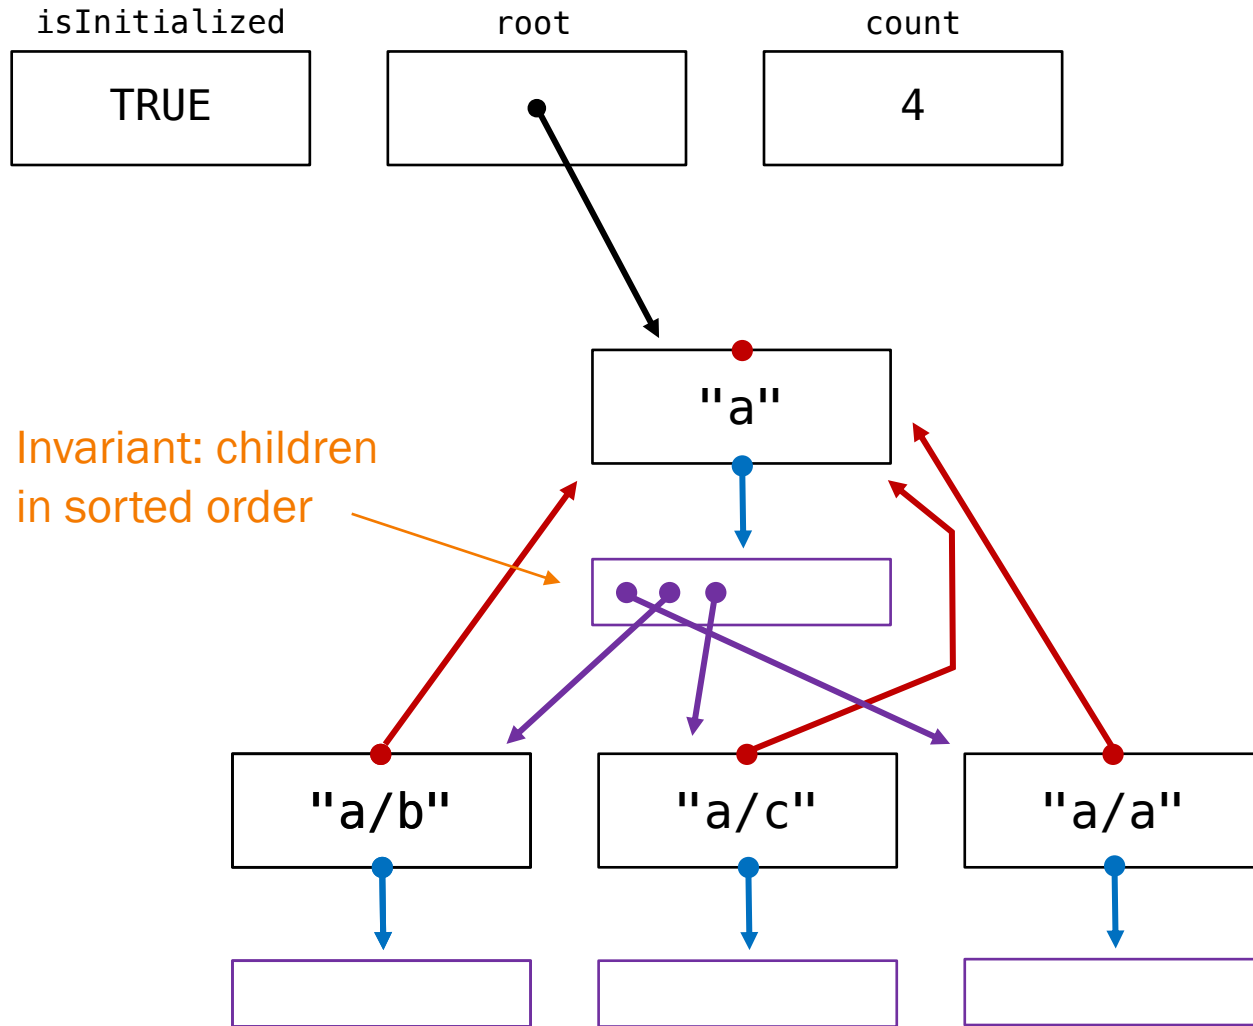 isInitialized
root
count
TRUE
4
"a"
Invariant: children
in sorted order
"a/b"
"a/c"
"a/a"